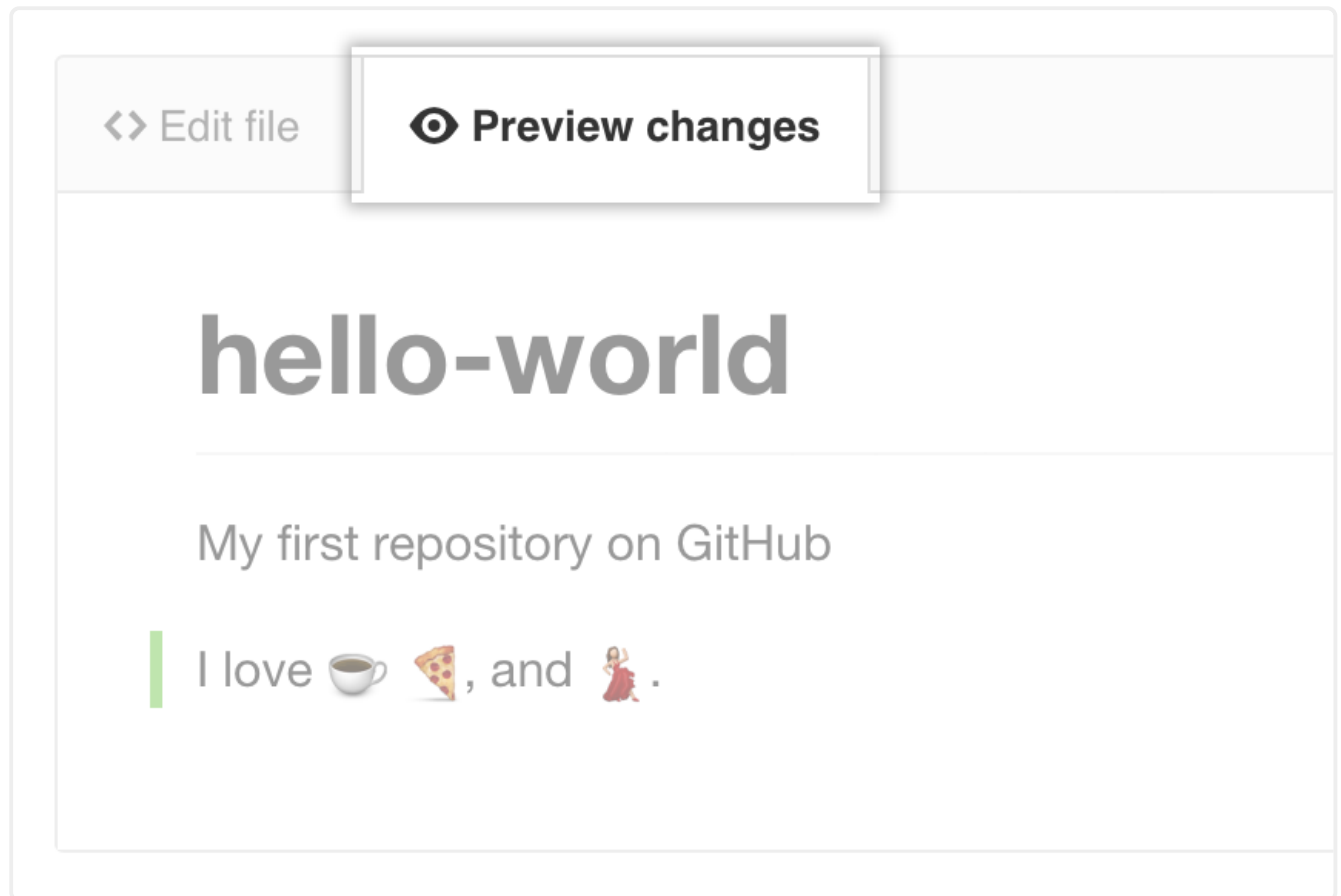 <> Edit file
Preview changes
hello-world
My first repository on GitHub
I love ☕ 🍕, and 💃.